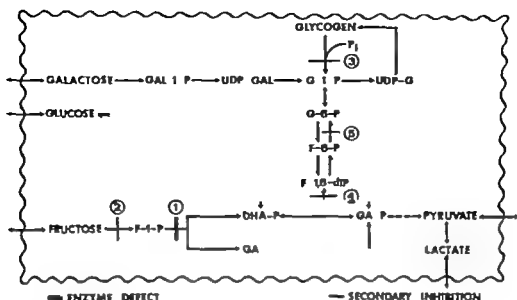 GLYCOGEN
Pi
③
GALACTOSE GAL 1 P UDP GAL G 1 P UDP-G
GLUCOSE
G-6-P
⑤
F-6-P
F 1,6-diP
④
② ①
DHA-P GA P PYRUVATE
FRUCTOSE F-1-P
GA
LACTATE
ENZYME DEFECT SECONDARY INHIBITION